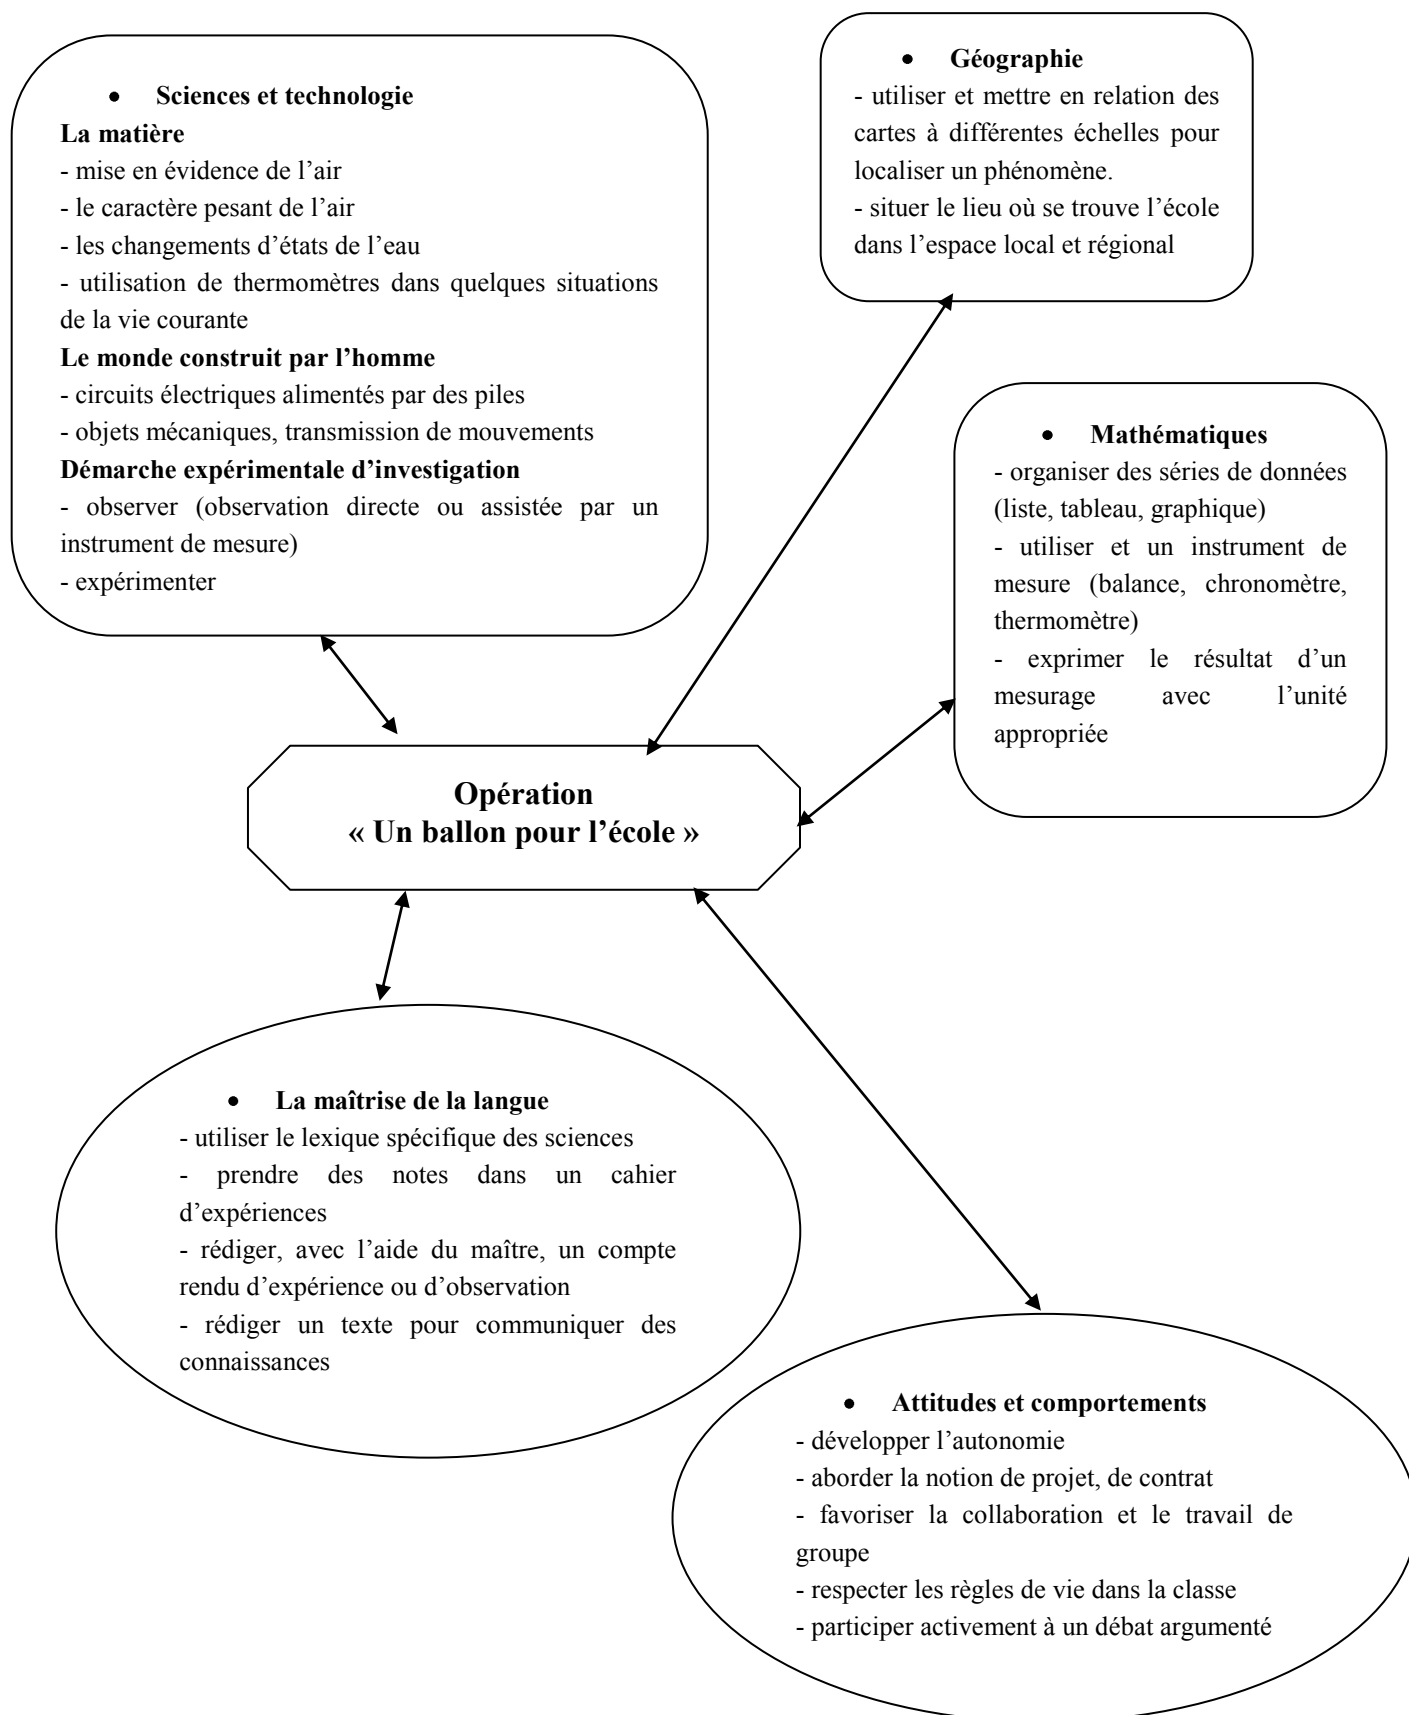 • Sciences et technologie
La matière
- mise en évidence de l’air
- le caractère pesant de l’air
- les changements d’états de l’eau
- utilisation de thermomètres dans quelques situations
de la vie courante
Le monde construit par l’homme
- circuits électriques alimentés par des piles
- objets mécaniques, transmission de mouvements
Démarche expérimentale d’investigation
- observer (observation directe ou assistée par un
instrument de mesure)
- expérimenter
• Géographie
- utiliser et mettre en relation des
cartes à différentes échelles pour
localiser un phénomène.
- situer le lieu où se trouve l’école
dans l’espace local et régional
• Mathématiques
- organiser des séries de données
(liste, tableau, graphique)
- utiliser et un instrument de
mesure (balance, chronomètre,
thermomètre)
- exprimer le résultat d’un
mesurage avec l’unité
appropriée
Opération
« Un ballon pour l’école »
• La maîtrise de la langue
- utiliser le lexique spécifique des sciences
- prendre des notes dans un cahier
d’expériences
- rédiger, avec l’aide du maître, un compte
rendu d’expérience ou d’observation
- rédiger un texte pour communiquer des
connaissances
• Attitudes et comportements
- développer l’autonomie
- aborder la notion de projet, de contrat
- favoriser la collaboration et le travail de
groupe
- respecter les règles de vie dans la classe
- participer activement à un débat argumenté